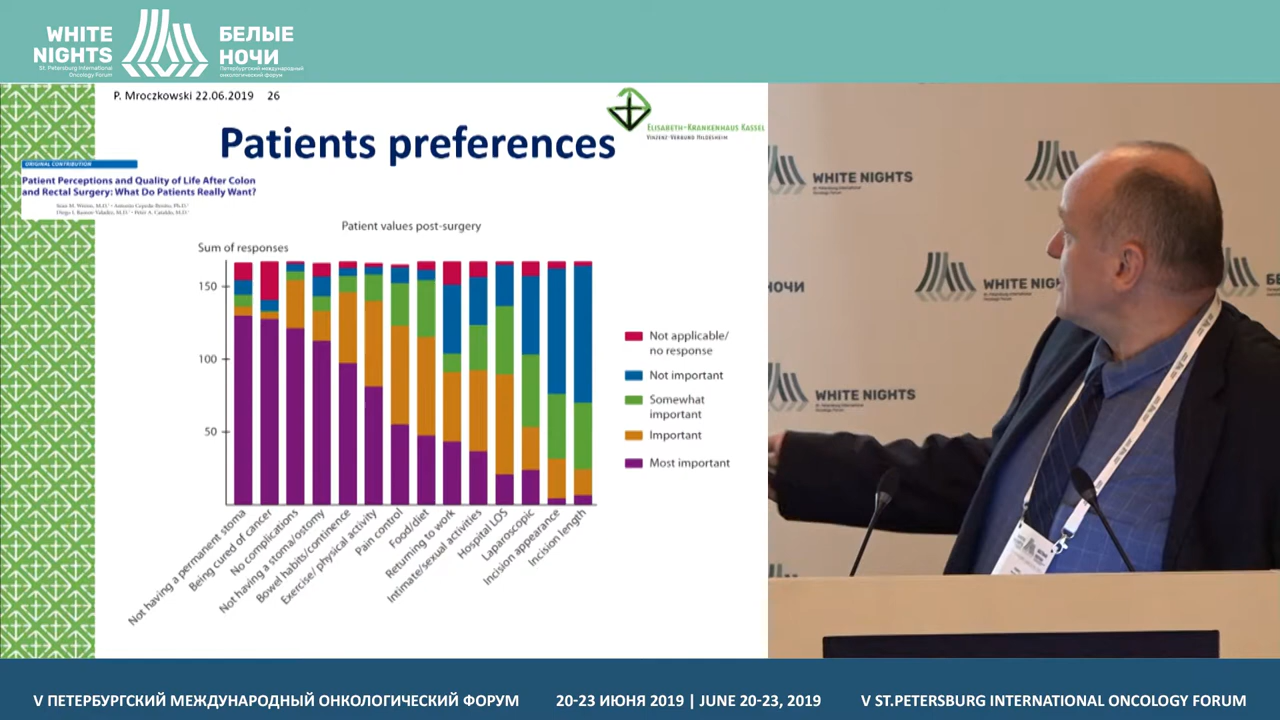 WHITE
NIGHTS
St. Petersburg International
Oncology Forum
БЕЛЫЕ
НОЧИ
Петербургский международный
онкологический форум
P. Mroczkowski 22.06.2019 26
ELISABETH-KRANKENHAUS KASSEL
VINZENZ-VERBUND HILDESHEIM
Patients preferences
ORIGINAL CONTRIBUTION
Patient Perceptions and Quality of Life After Colon
and Rectal Surgery: What Do Patients Really Want?
Patient values post-surgery
Sum of responses
150
100
50
Not applicable/
no response
Not important
Somewhat
important
Important
Most important
Not having a permanent stoma
Being cured of cancer
No complications
Not having a stoma/ostomy
Bowel habits/continence
Exercise/ physical activity
Pain control
Food/diet
Returning to work
Intimate/sexual activities
Hospital LOS
Laparoscopic
Incision appearance
Incision length
WHITE NIGHTS
НОЧИ
WHITE NIG
WHITE NIGHTS
V ПЕТЕРБУРГСКИЙ МЕЖДУНАРОДНЫЙ ОНКОЛОГИЧЕСКИЙ ФОРУМ
20-23 ИЮНЯ 2019 | JUNE 20-23, 2019
V ST.PETERSBURG INTERNATIONAL ONCOLOGY FORUM